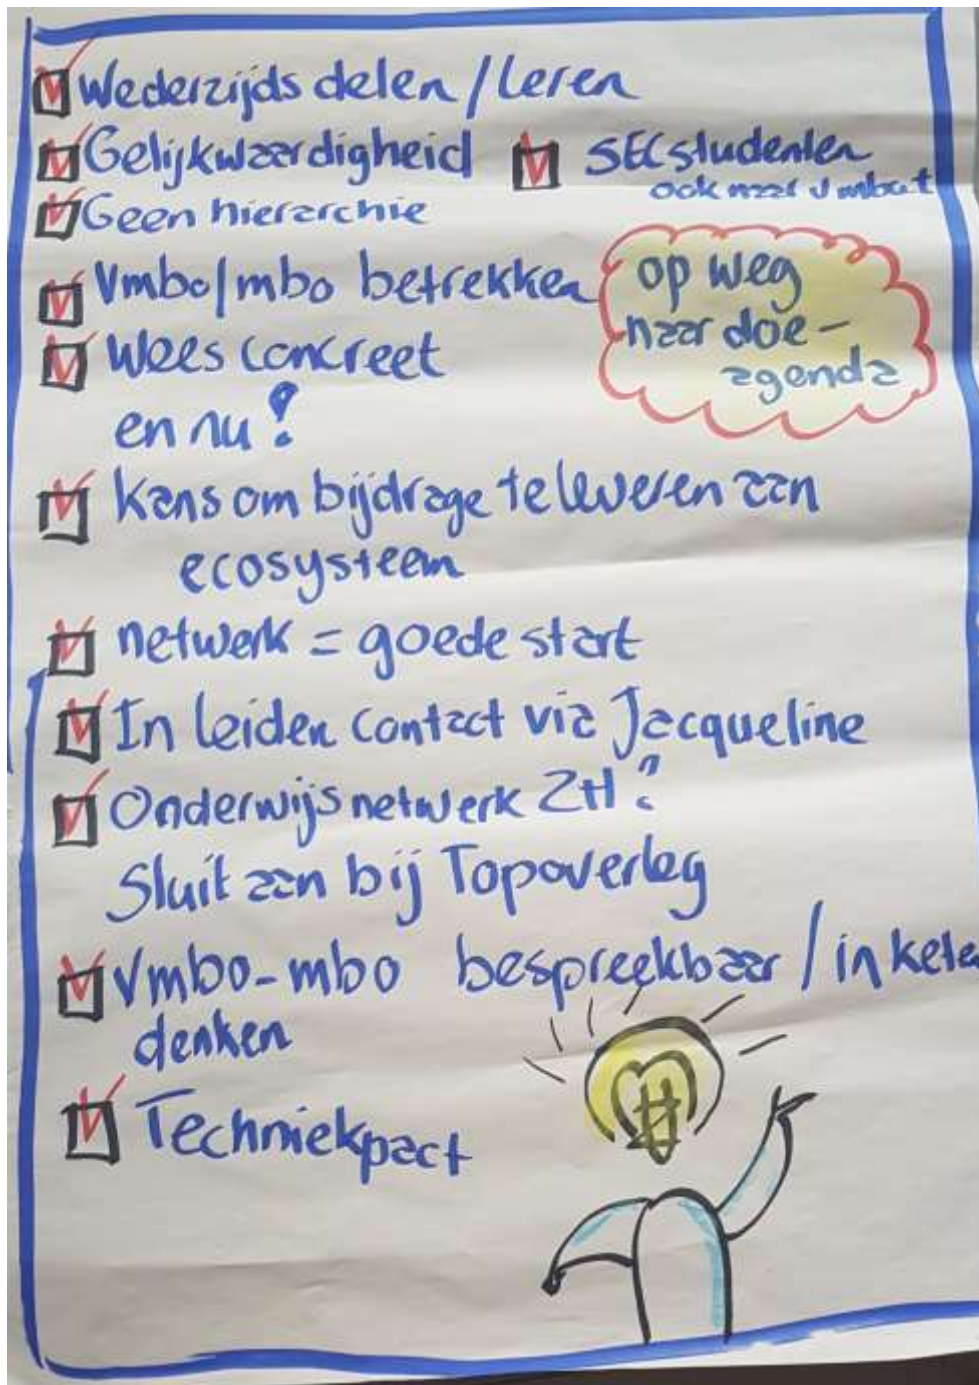 Wederzijds delen / leren
Gelijkwaardigheid
SEC studenten
ook naar
Geen hierarchie
Vmbo/mbo betrekken
Wees concreet
en nu?
op weg
naar doe-
agenda
Kans om bijdrage te leveren aan
ecosysteem
netwerk = goede start
In leiden contact via Jacqueline
Onderwijsnetwerk ZH?
Sluit aan bij Topoverleg
Vmbo-mbo bespreekbaar / in kete
denken
Techniekpact